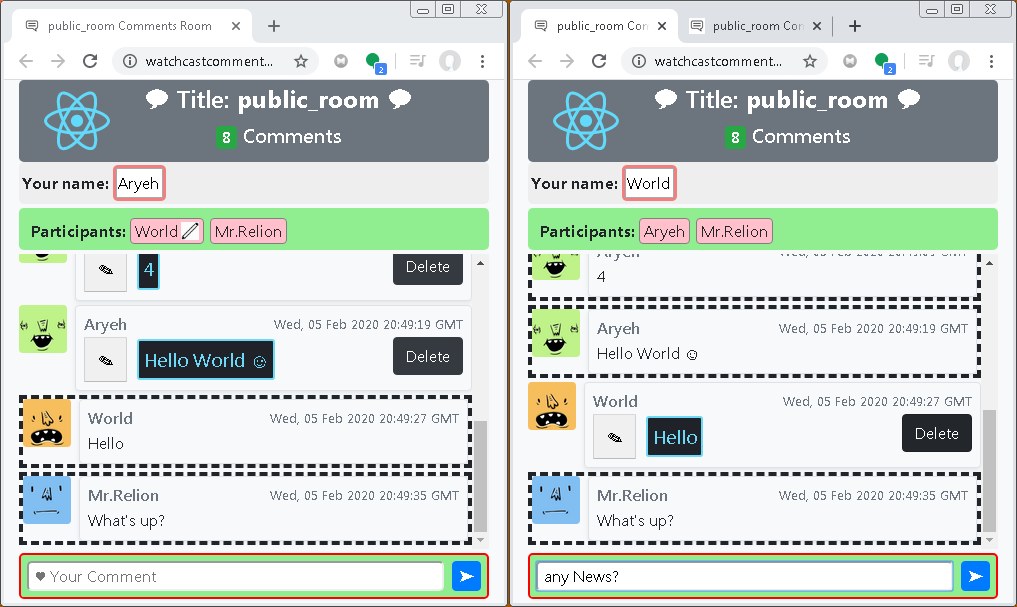 public_room Comments Room
watchcastcomment...
2
Title: public_room
8 Comments
Your name: Aryeh
Participants: World Mr.Relion
4
Delete
Aryeh
Wed, 05 Feb 2020 20:49:19 GMT
Hello World ☺
Delete
World
Wed, 05 Feb 2020 20:49:27 GMT
Hello
Mr.Relion
Wed, 05 Feb 2020 20:49:35 GMT
What's up?
♥ Your Comment
public_room Con
public_room Con
watchcastcomment...
2
Title: public_room
8 Comments
Your name: World
Participants: Aryeh Mr.Relion
Aryeh
4
Aryeh
Wed, 05 Feb 2020 20:49:19 GMT
Hello World ☺
World
Wed, 05 Feb 2020 20:49:27 GMT
Hello
Delete
Mr.Relion
Wed, 05 Feb 2020 20:49:35 GMT
What's up?
any News?